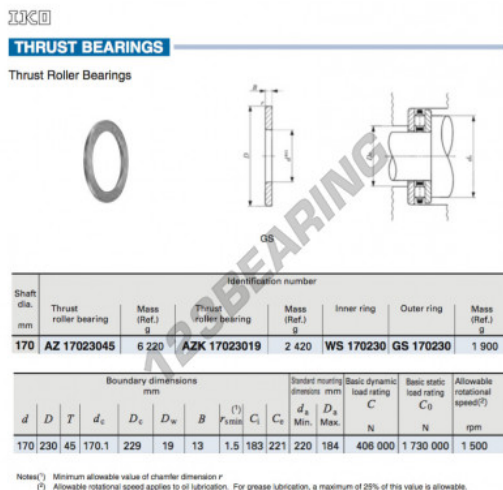 IKO
THRUST BEARINGS
Thrust Roller Bearings
B
r
D
GS
123BEARING
Shaft dia. mm
Identification number
Thrust roller bearing
Mass (Ref.) g
Thrust roller bearing
Mass (Ref.) g
Inner ring
Outer ring
Mass (Ref.) g
170 AZ 17023045 6 220 AZK 17023019 2 420 WS 170230 GS 170230 1 900
Boundary dimensions mm
Standard mounting dimensions mm
Basic dynamic load rating C N
Basic static load rating C0 N
Allowable rotational speed(2) rpm
d D T dc Dc Dw B rs min(1) Ci Ce da Min. Da Max.
170 230 45 170.1 229 19 13 1.5 183 221 220 184 406 000 1 730 000 1 500
Notes(1) Minimum allowable value of chamfer dimension r
(2) Allowable rotational speed applies to oil lubrication. For grease lubrication, a maximum of 25% of this value is allowable.